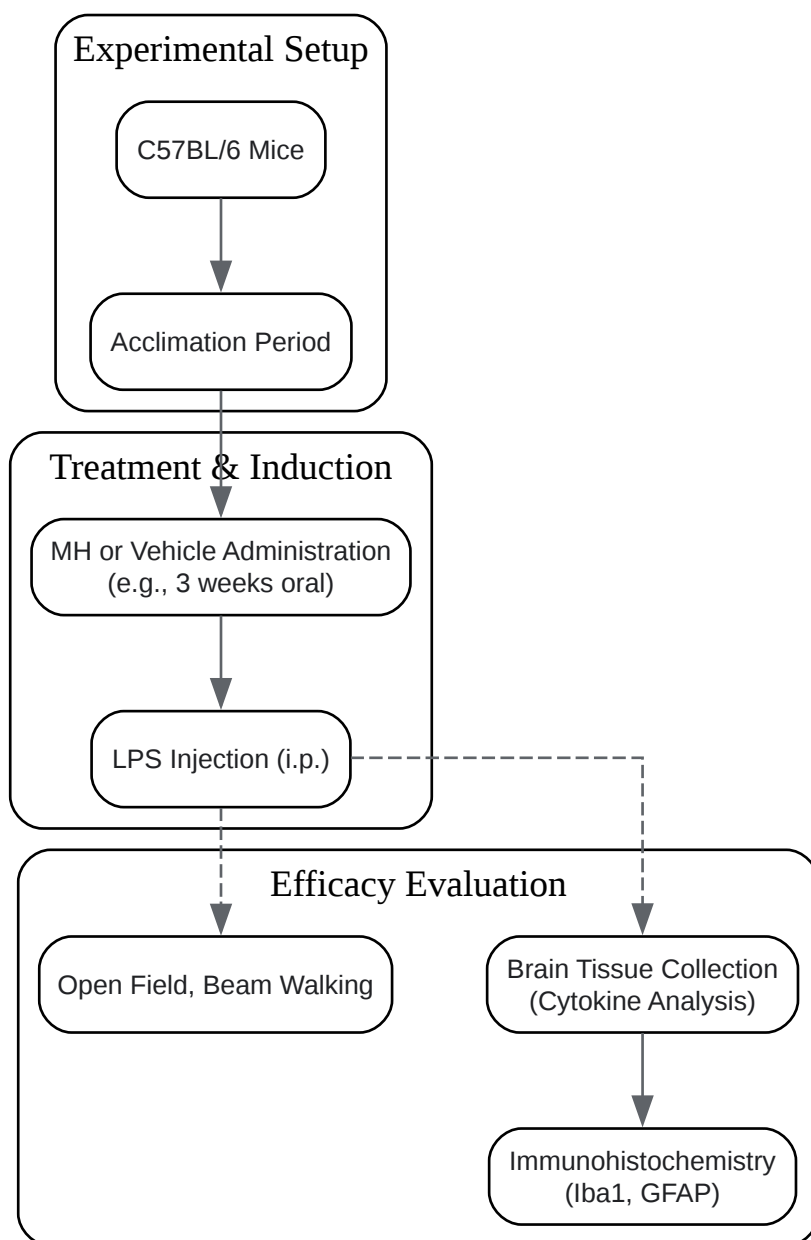 Experimental Setup
C57BL/6 Mice
Acclimation Period
Treatment & Induction
MH or Vehicle Administration
(e.g., 3 weeks oral)
LPS Injection (i.p.)
Efficacy Evaluation
Open Field, Beam Walking
Brain Tissue Collection
(Cytokine Analysis)
Immunohistochemistry
(Iba1, GFAP)